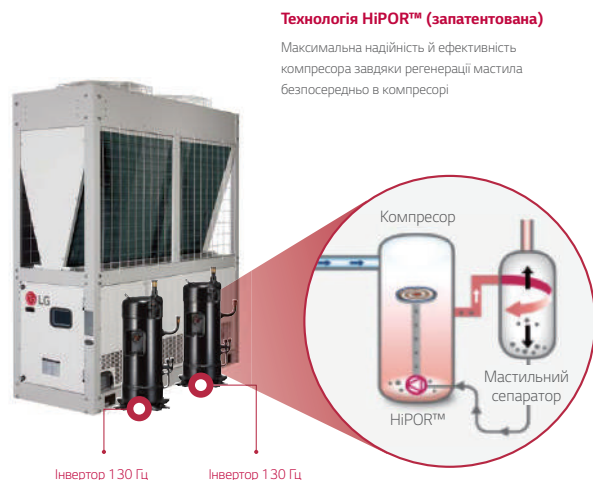 Технологія HiPOR™ (запатентована)
Максимальна надійність й ефективність
компресора завдяки регенерації мастила
безпосередньо в компресорі
Компресор
LG
Мастильний
сепаратор
HiPOR™
Інвертор 130 Гц
Інвертор 130 Гц